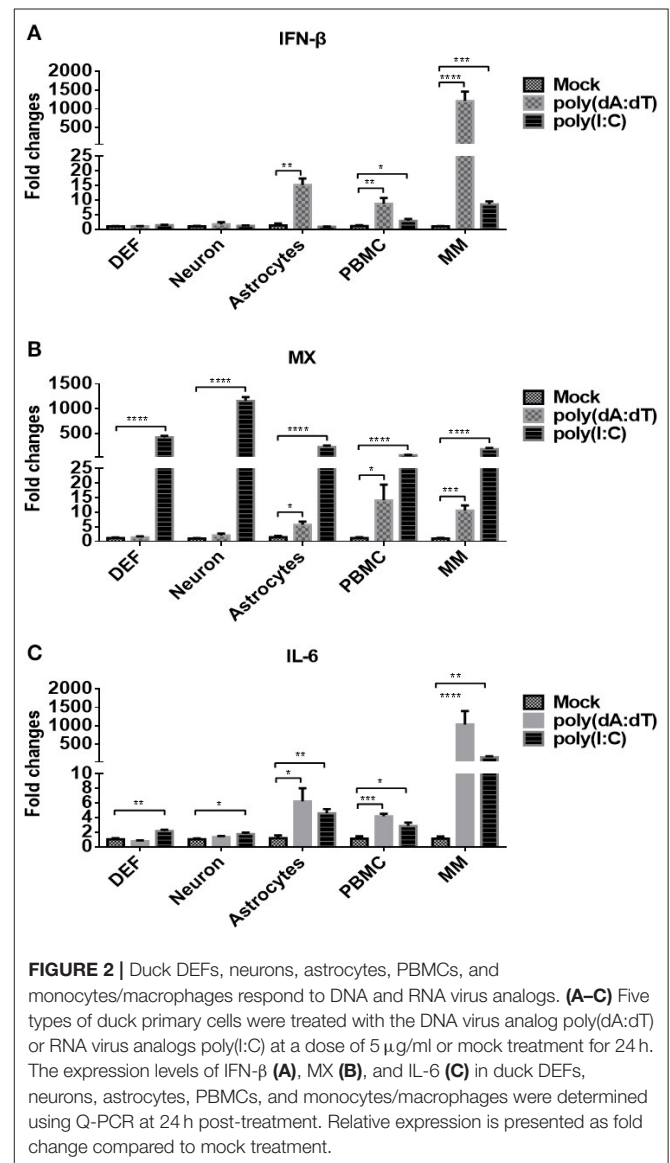 A
IFN-β
Fold changes
2000
1500
1000
500
25
20
15
10
5
0
**
**
*
****
***
Mock
poly(dA:dT)
poly(I:C)
DEF
Neuron
Astrocytes
PBMC
MM
B
MX
Fold changes
1500
1000
500
25
20
15
10
5
0
****
****
*
****
*
****
***
****
Mock
poly(dA:dT)
poly(I:C)
DEF
Neuron
Astrocytes
PBMC
MM
C
IL-6
Fold changes
2000
1500
1000
500
10
8
6
4
2
0
**
*
*
**
***
*
****
**
Mock
poly(dA:dT)
poly(I:C)
DEF
Neuron
Astrocytes
PBMC
MM
FIGURE 2 | Duck DEFs, neurons, astrocytes, PBMCs, and
monocytes/macrophages respond to DNA and RNA virus analogs. (A–C) Five
types of duck primary cells were treated with the DNA virus analog poly(dA:dT)
or RNA virus analogs poly(I:C) at a dose of 5 μg/ml or mock treatment for 24 h.
The expression levels of IFN-β (A), MX (B), and IL-6 (C) in duck DEFs,
neurons, astrocytes, PBMCs, and monocytes/macrophages were determined
using Q-PCR at 24 h post-treatment. Relative expression is presented as fold
change compared to mock treatment.